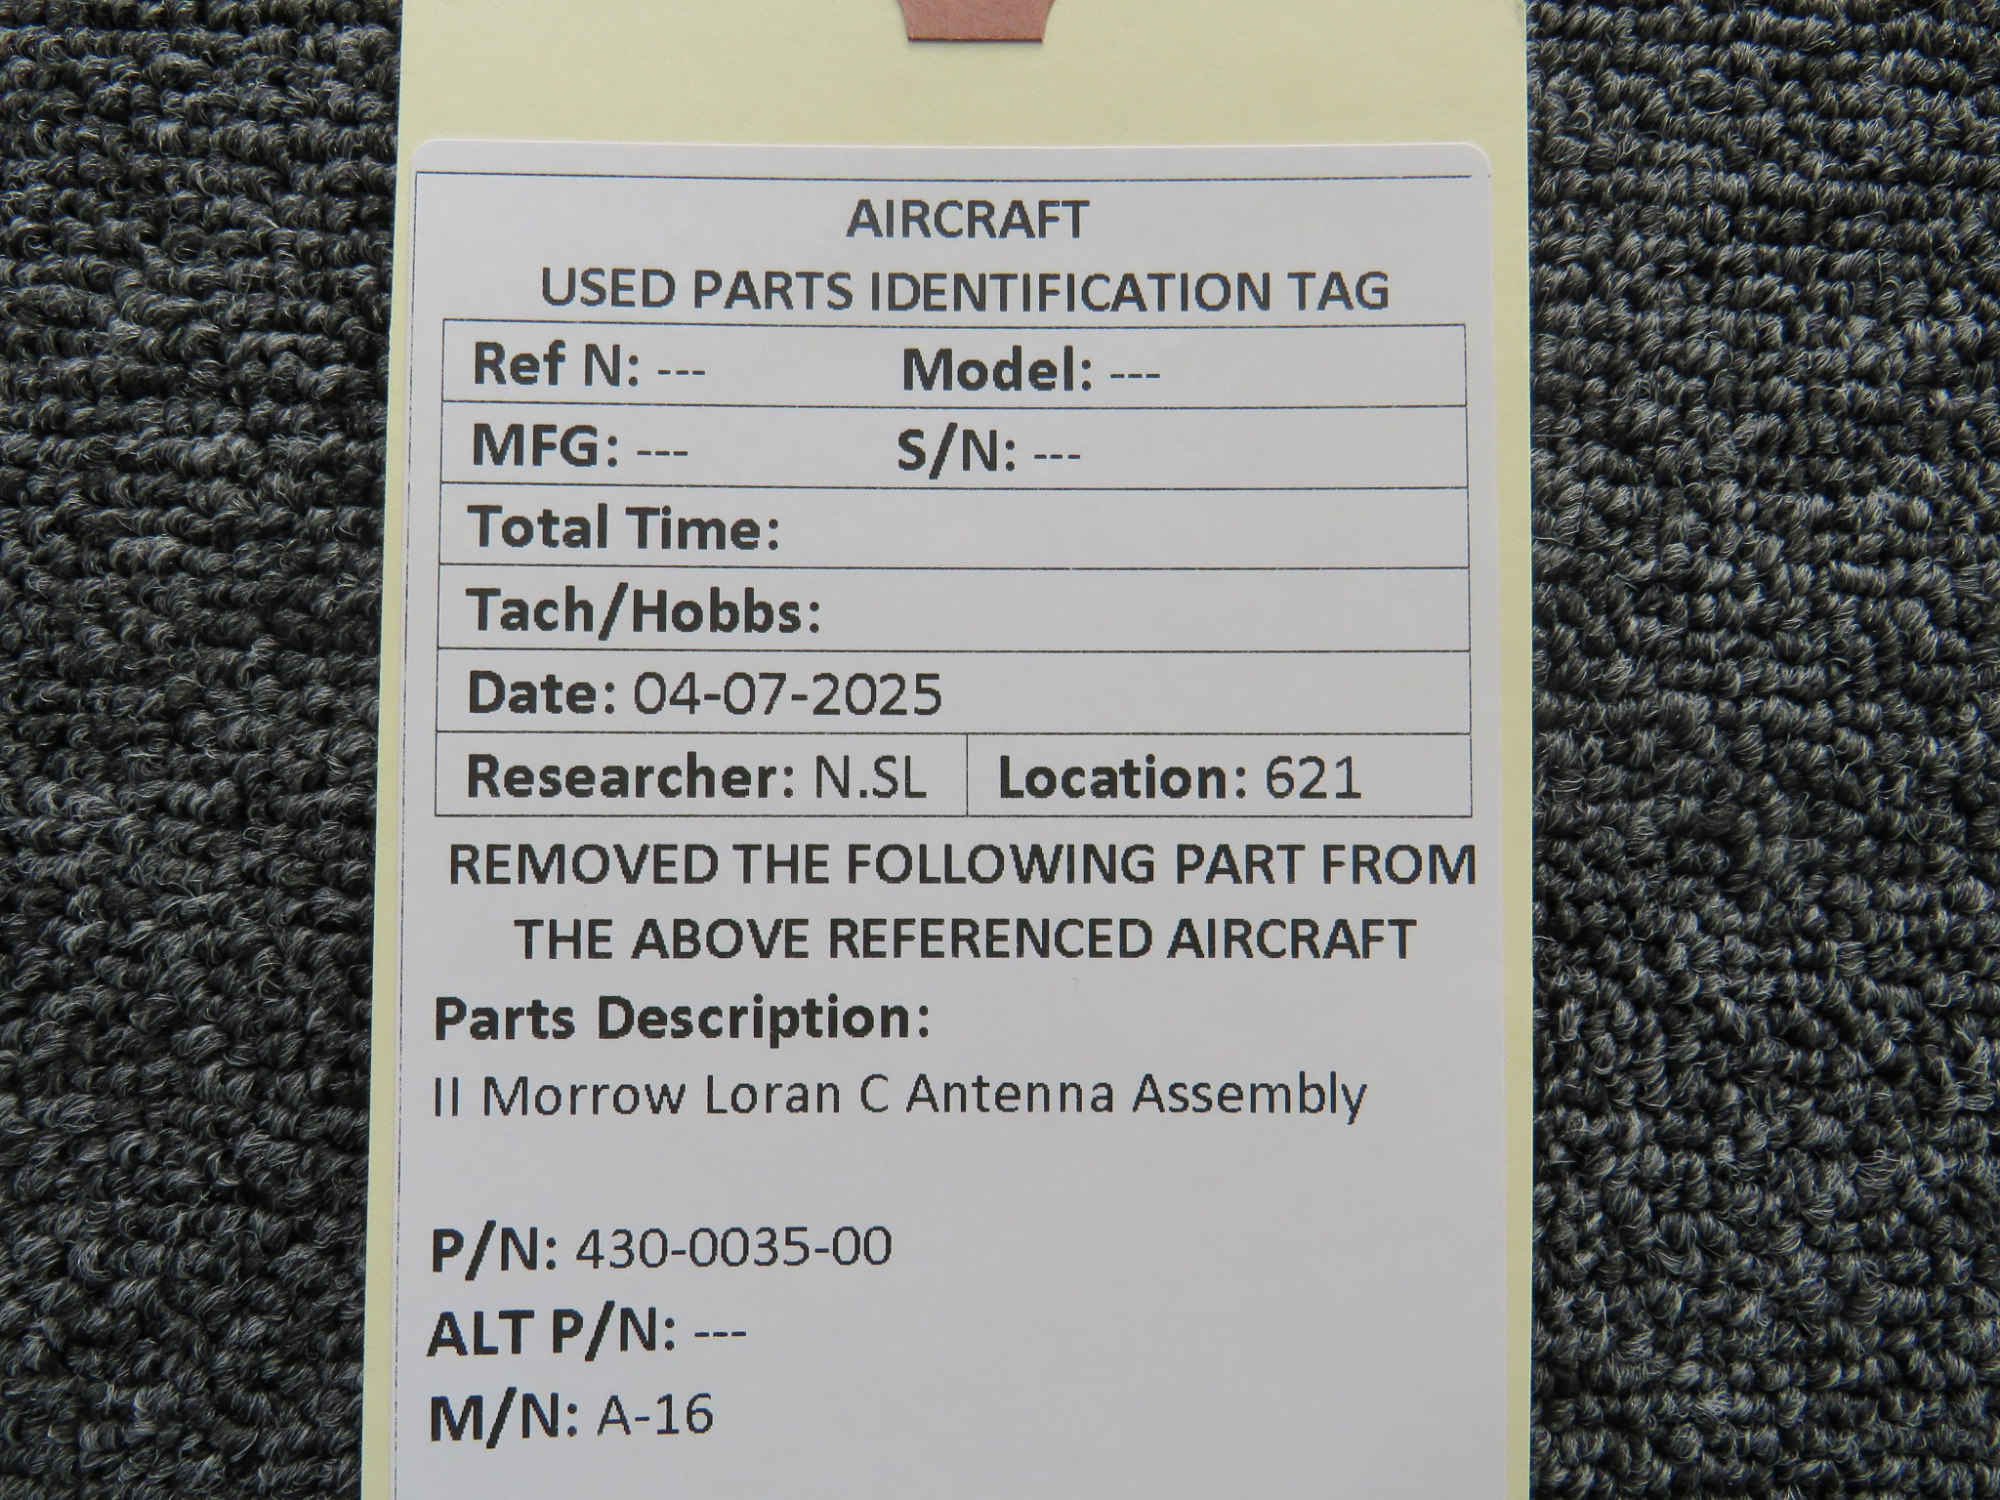 AIRCRAFT
USED PARTS IDENTIFICATION TAG
Ref N: --- Model: ---
MFG: --- S/N: ---
Total Time:
Tach/Hobbs:
Date: 04-07-2025
Researcher: N.SL Location: 621
REMOVED THE FOLLOWING PART FROM
THE ABOVE REFERENCED AIRCRAFT
Parts Description:
II Morrow Loran C Antenna Assembly
P/N: 430-0035-00
ALT P/N: ---
M/N: A-16